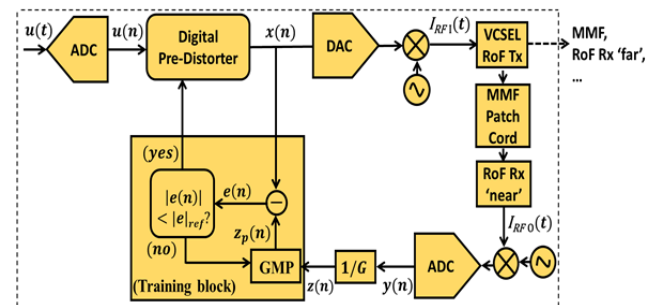 u(t)
ADC
u(n)
Digital
Pre-Distorter
x(n)
DAC
I_RF1(t)
VCSEL
RoF Tx
MMF,
RoF Rx 'far',
...
MMF
Patch
Cord
RoF Rx
'near'
I_RFO(t)
(yes)
|e(n)|
< |e|_ref?
(no)
e(n)
−
z_p(n)
GMP
(Training block)
z(n)
1/G
y(n)
ADC